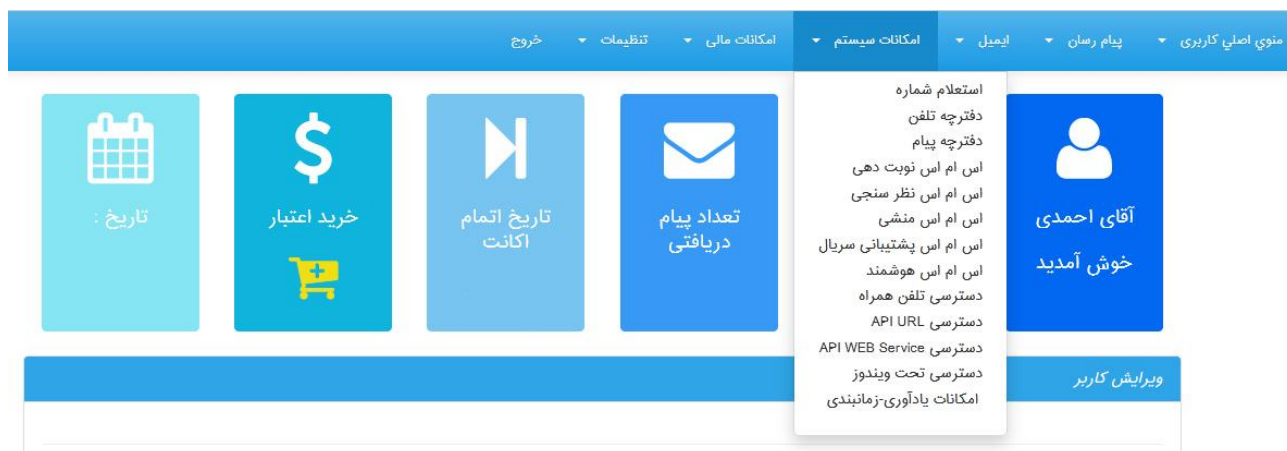 منوي اصلي کاربری
پیام رسان
ایمیل
امکانات سیستم
امکانات مالی
تنظیمات
خروج
استعلام شماره
دفترچه تلفن
دفترچه پیام
اس ام اس نوبت دهی
اس ام اس نظر سنجی
اس ام اس منشی
اس ام اس پشتیبانی سریال
اس ام اس هوشمند
دسترسی تلفن همراه
دسترسی API URL
دسترسی API WEB Service
دسترسی تحت ویندوز
امکانات یادآوری-زمانبندی
آقای احمدی
خوش آمدید
تعداد پیام
دریافتی
تاریخ اتمام
اکانت
خرید اعتبار
تاریخ :
ویرایش کاربر